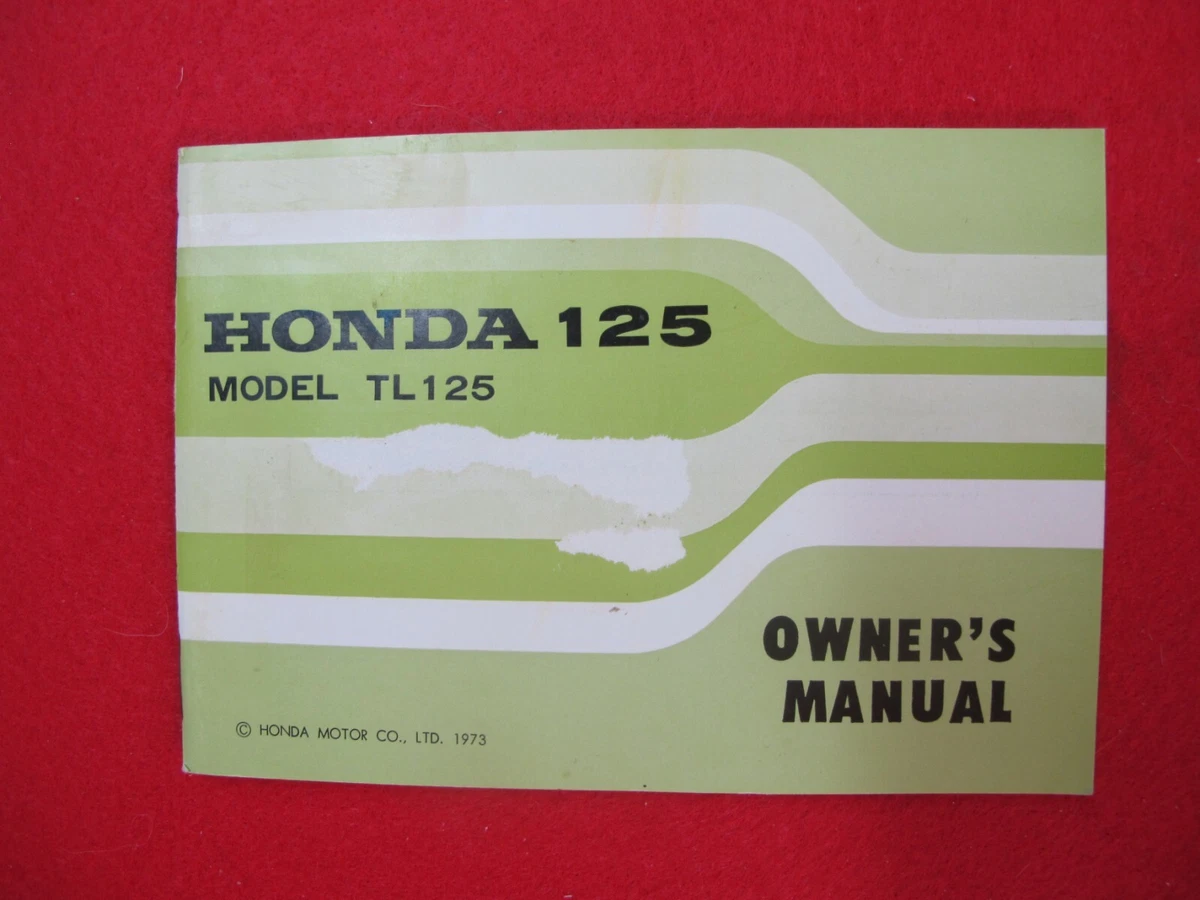 HONDA 125
MODEL TL125
OWNER'S
MANUAL
© HONDA MOTOR CO., LTD. 1973